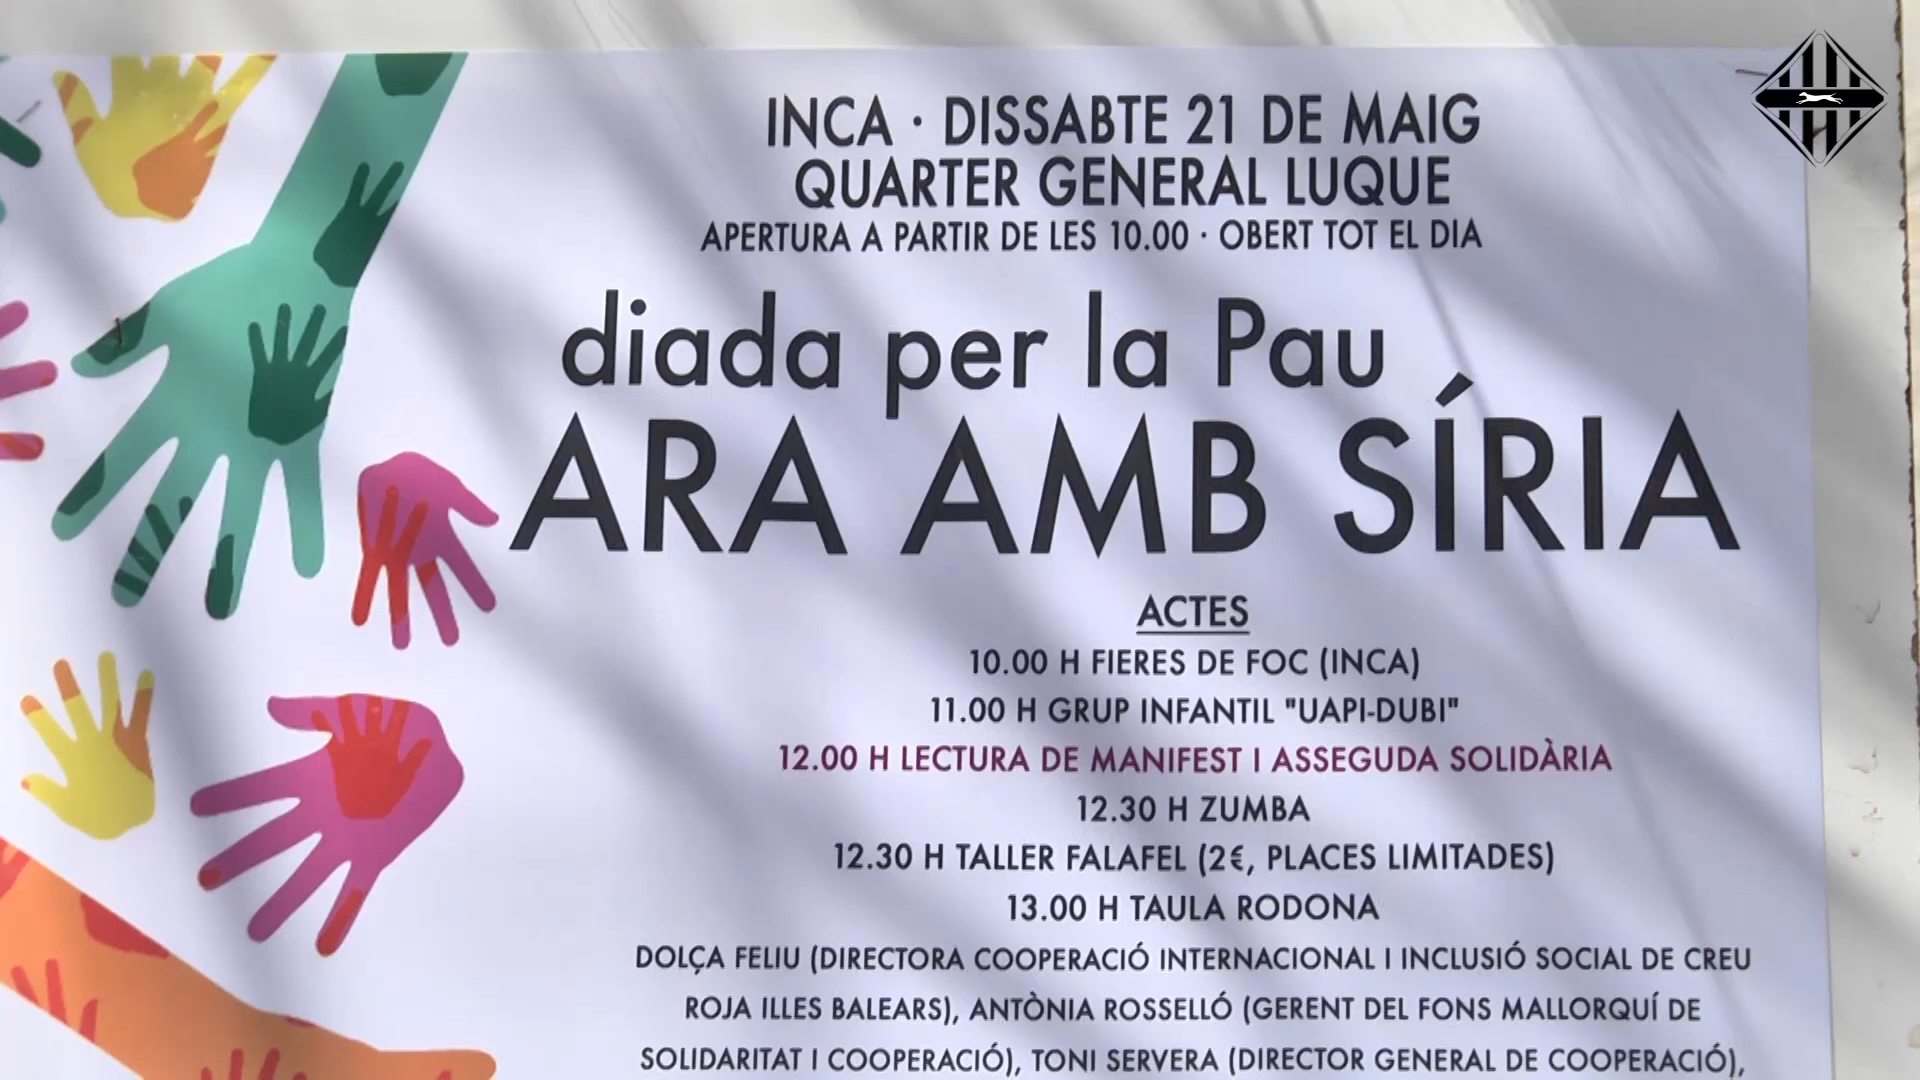 INCA · DISSABTE 21 DE MAIG
QUARTER GENERAL LUQUE
APERTURA A PARTIR DE LES 10.00 · OBERT TOT EL DIA
diada per la Pau
ARA AMB SÍRIA
ACTES
10.00 H FIERES DE FOC (INCA)
11.00 H GRUP INFANTIL "UAPI-DUBI"
12.00 H LECTURA DE MANIFEST I ASSEGUDA SOLIDÀRIA
12.30 H ZUMBA
12.30 H TALLER FALAFEL (2€, PLACES LIMITADES)
13.00 H TAULA RODONA
DOLÇA FELIU (DIRECTORA COOPERACIÓ INTERNACIONAL I INCLUSIÓ SOCIAL DE CREU
ROJA ILLES BALEARS), ANTÒNIA ROSSELLÓ (GERENT DEL FONS MALLORQUÍ DE
SOLIDARITAT I COOPERACIÓ), TONI SERVERA (DIRECTOR GENERAL DE COOPERACIÓ),